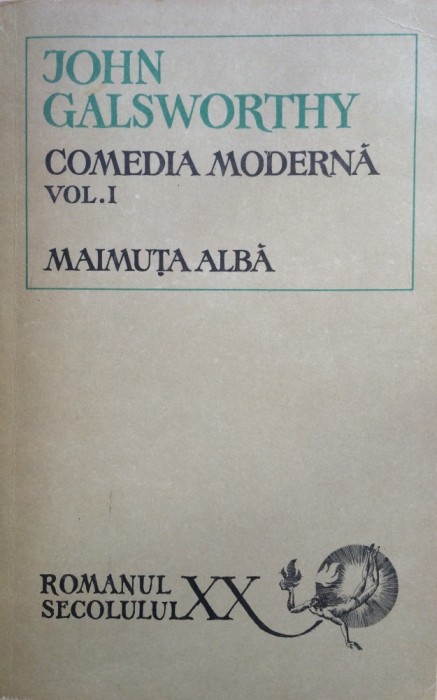 JOHN
GALSWORTHY
COMEDIA MODERNĂ
VOL.I
MAIMUȚA ALBĂ
ROMANUL
SECOLULUI XX